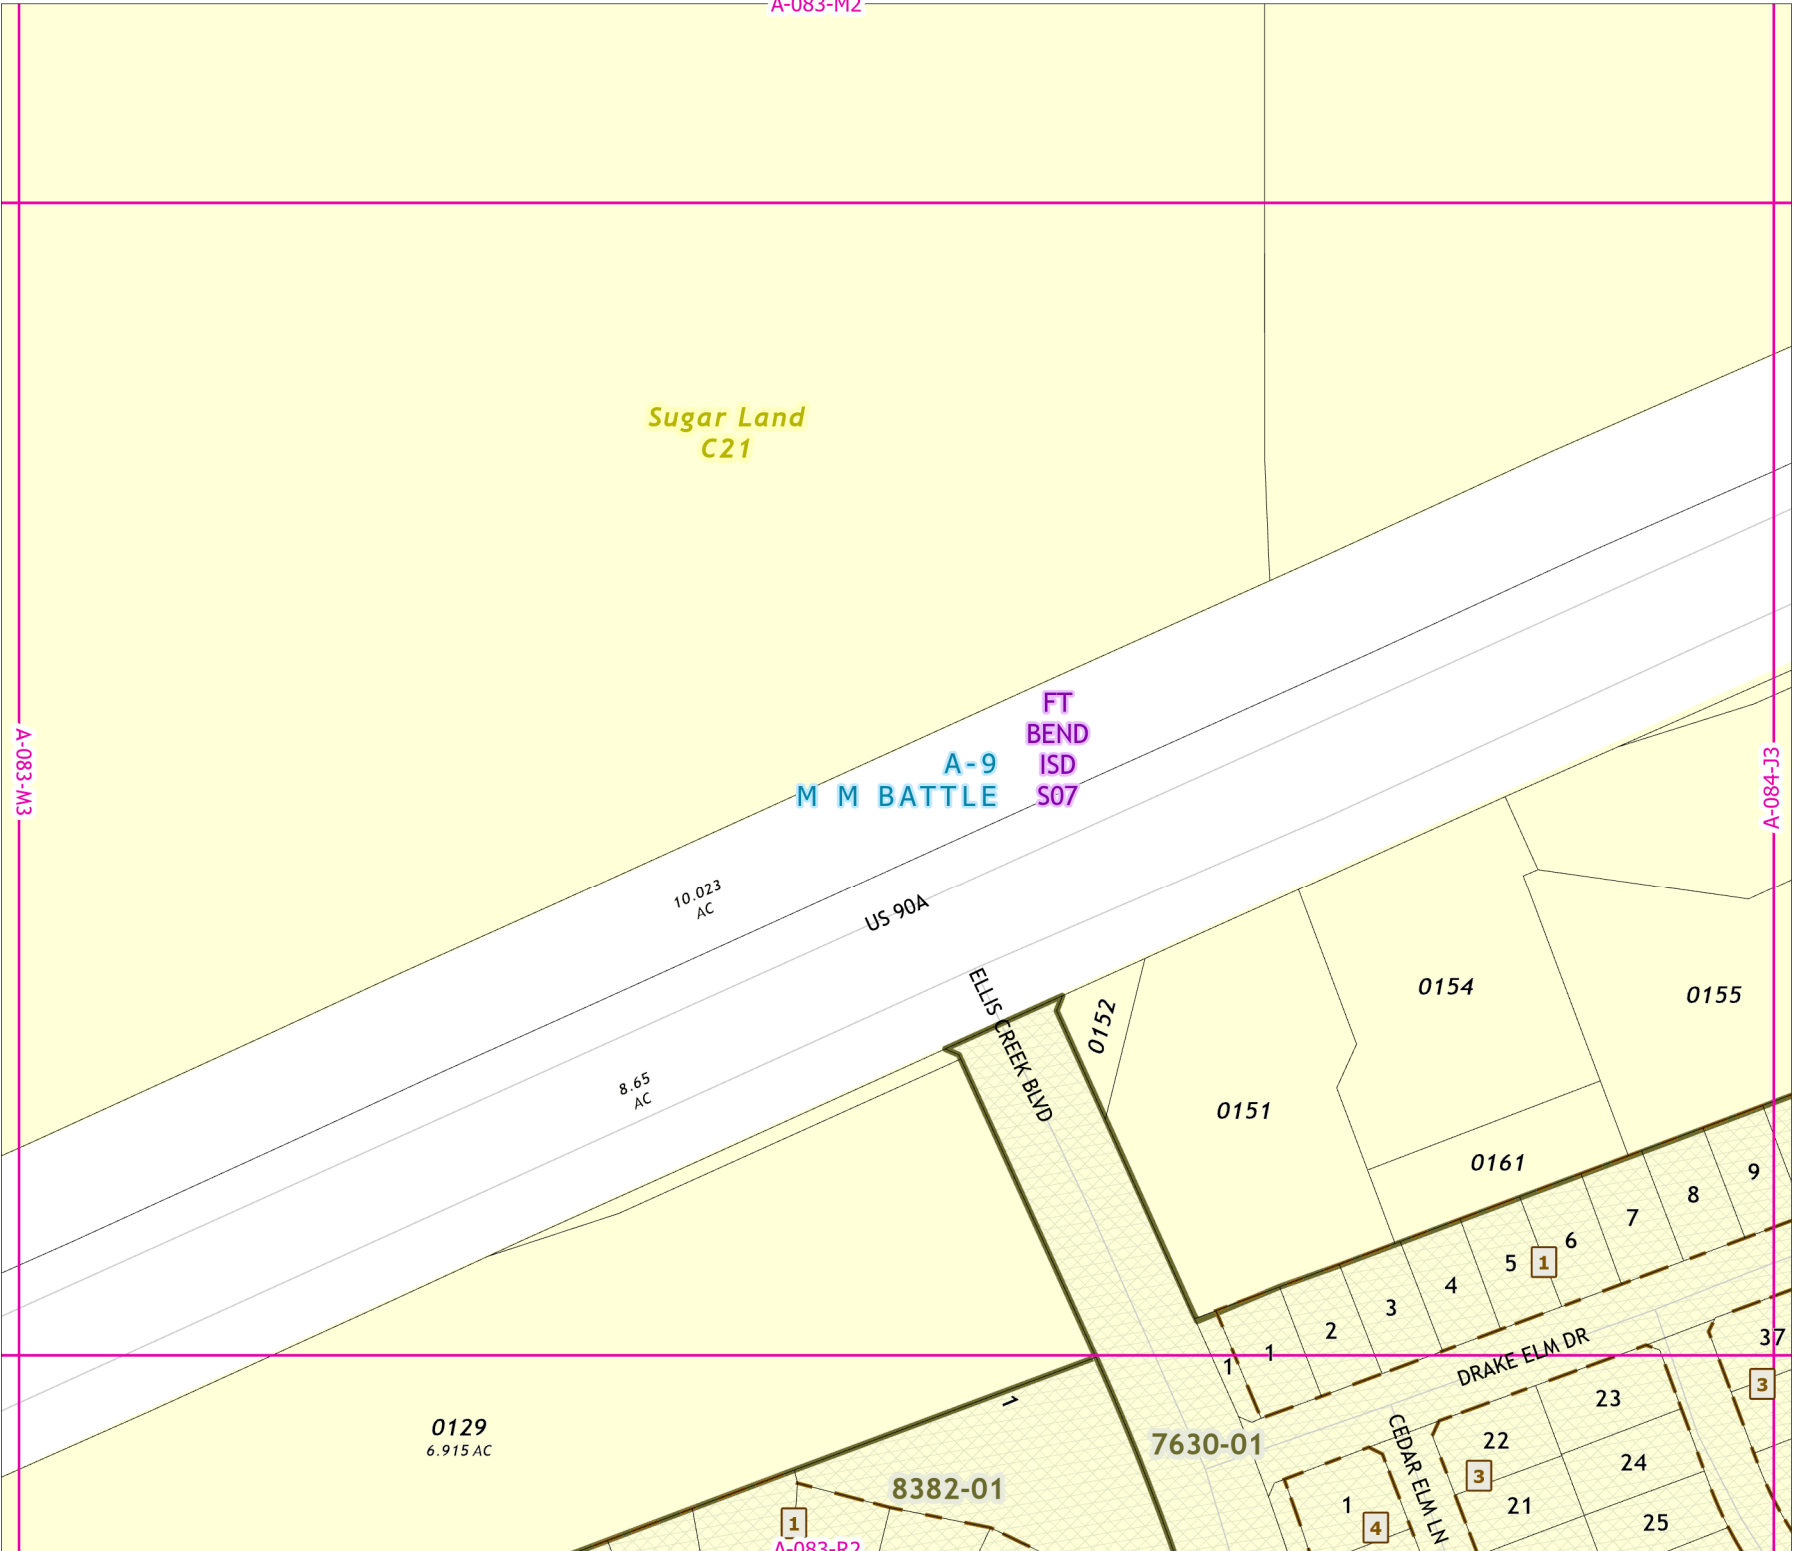 A-083-M2
Sugar Land
C21
A-083-M3
A-084-J3
FT
BEND
ISD
S07
A-9
M M BATTLE
10.023
AC
US 90A
8.65
AC
ELLIS CREEK BLVD
0152
0154
0155
0151
0161
9
8
7
6
5
1
4
3
2
1
1
37
3
DRAKE ELM DR
23
22
24
3
21
25
CEDAR ELM LN
1
4
7630-01
8382-01
1
1
0129
6.915 AC
A-083-R2